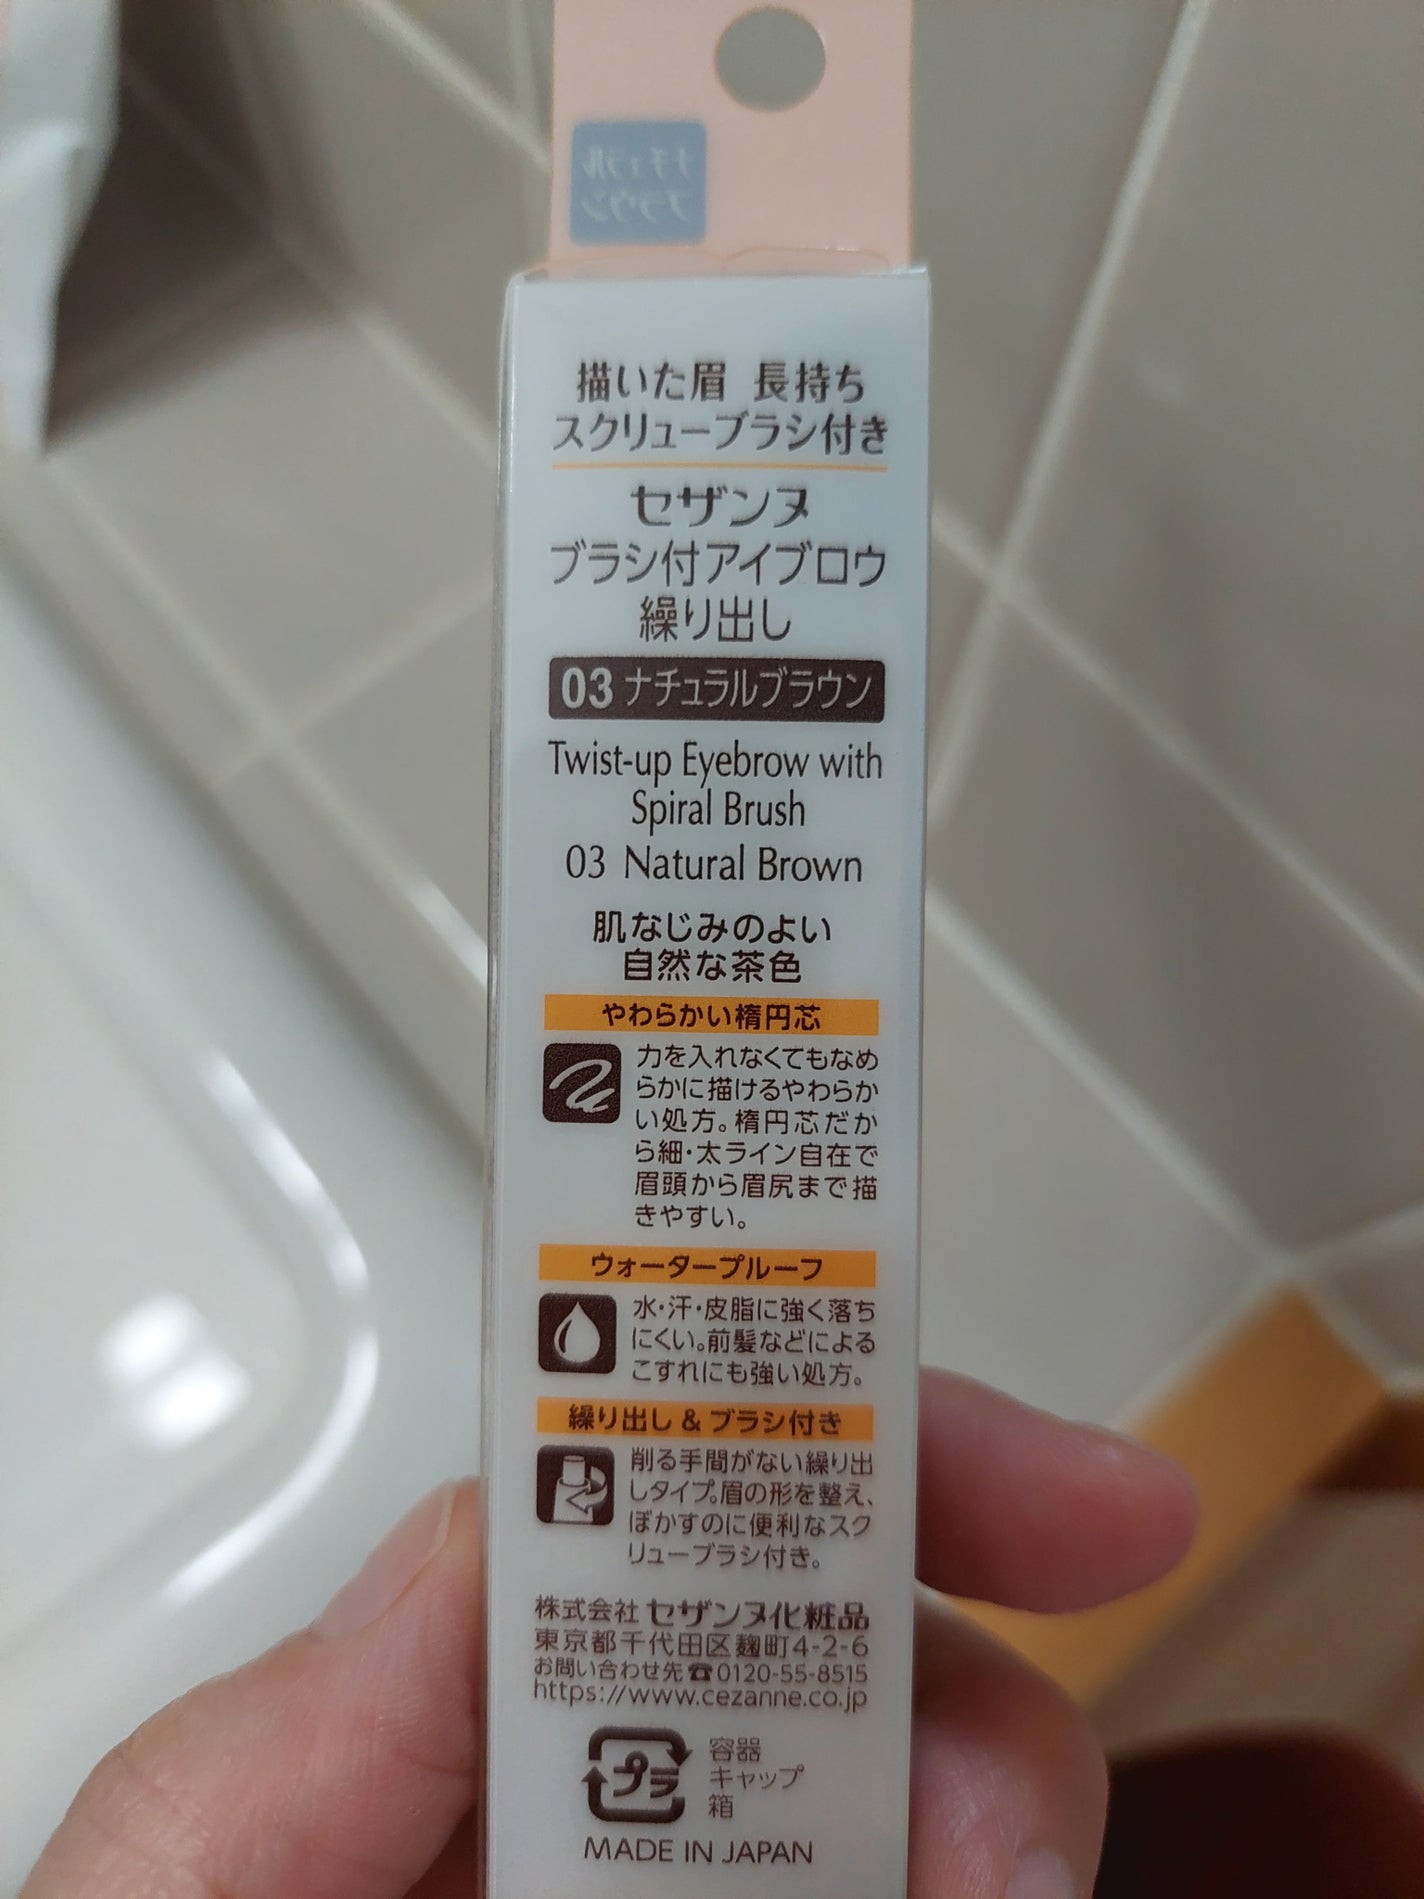 ナチュラル
ブラウン
描いた眉 長持ち
スクリューブラシ付き
セザンヌ
ブラシ付アイブロウ
繰り出し
03 ナチュラルブラウン
Twist-up Eyebrow with
Spiral Brush
03 Natural Brown
肌なじみのよい
自然な茶色
やわらかい楕円芯
力を入れなくてもなめ
らかに描けるやわらか
い処方。楕円芯だか
ら細・太ライン自在で
眉頭から眉尻まで描
きやすい。
ウォータープルーフ
水・汗・皮脂に強く落ち
にくい。前髪などによる
こすれにも強い処方。
繰り出し & ブラシ付き
削る手間がない繰り出
しタイプ。眉の形を整え、
ぼかすのに便利なスク
リューブラシ付き。
株式会社 セザンヌ化粧品
東京都千代田区麹町4-2-6
お問い合わせ先☎0120-55-8515
https://www.cezanne.co.jp
プラ
容器
キャップ
箱
MADE IN JAPAN